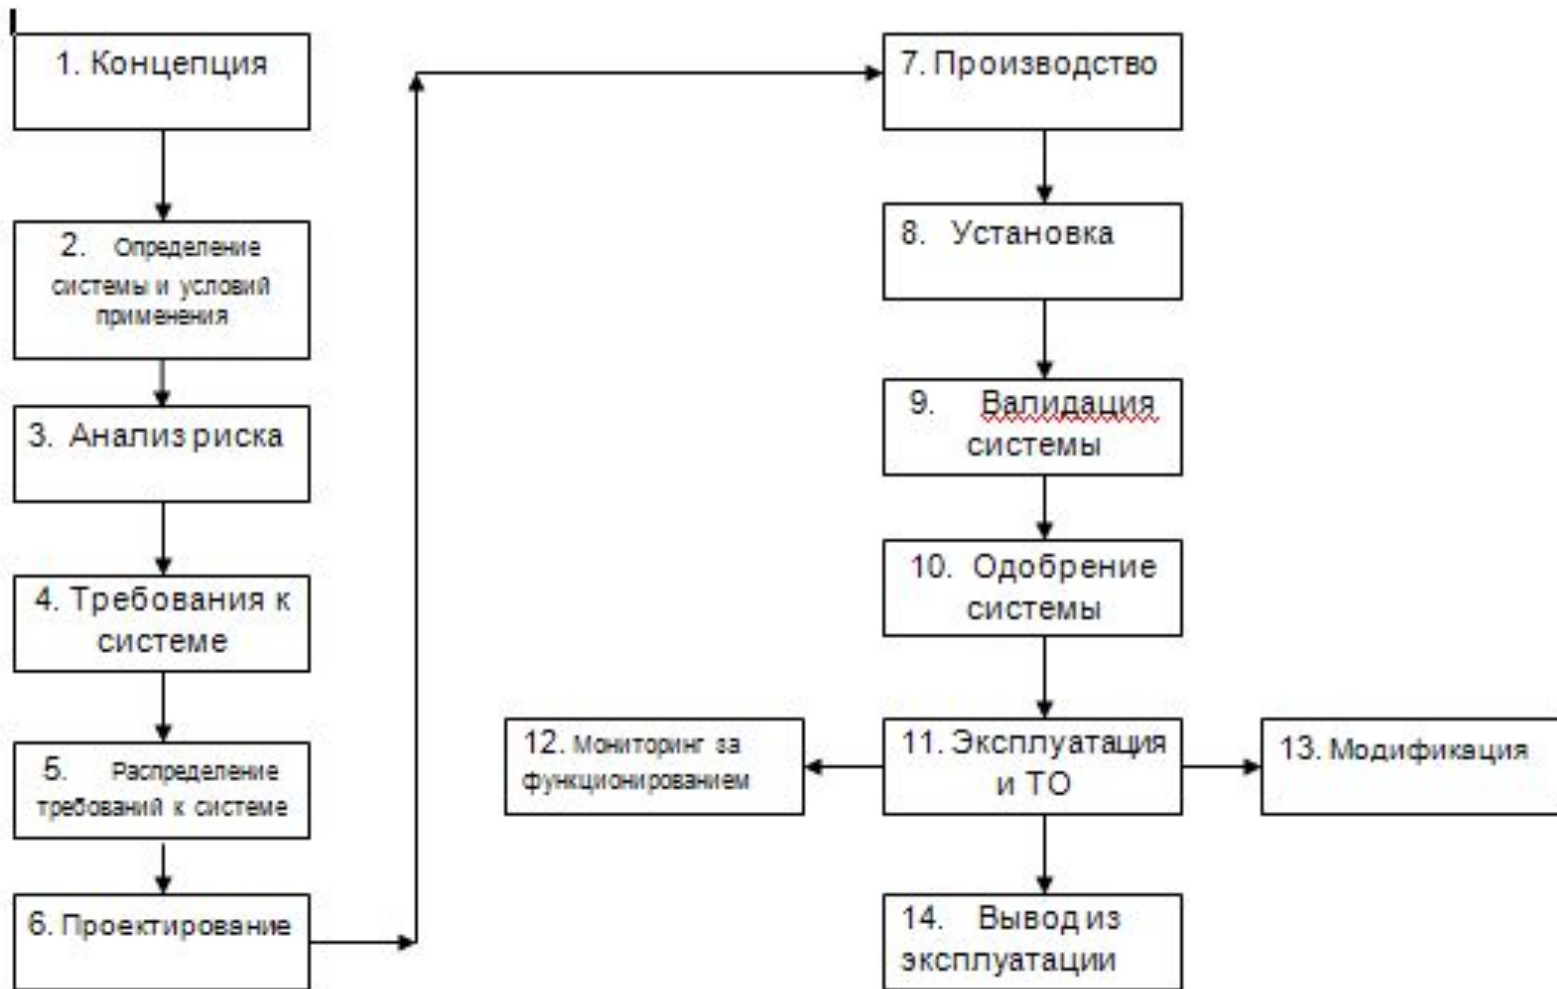 1. Концепция
2. Определение
системы и условий
применения
3. Анализ риска
4. Требования к
системе
5. Распределение
требований к системе
6. Проектирование
7. Производство
8. Установка
9. Валидация
системы
10. Одобрение
системы
11. Эксплуатация
и ТО
12. Мониторинг за
функционированием
13. Модификация
14. Вывод из
эксплуатации